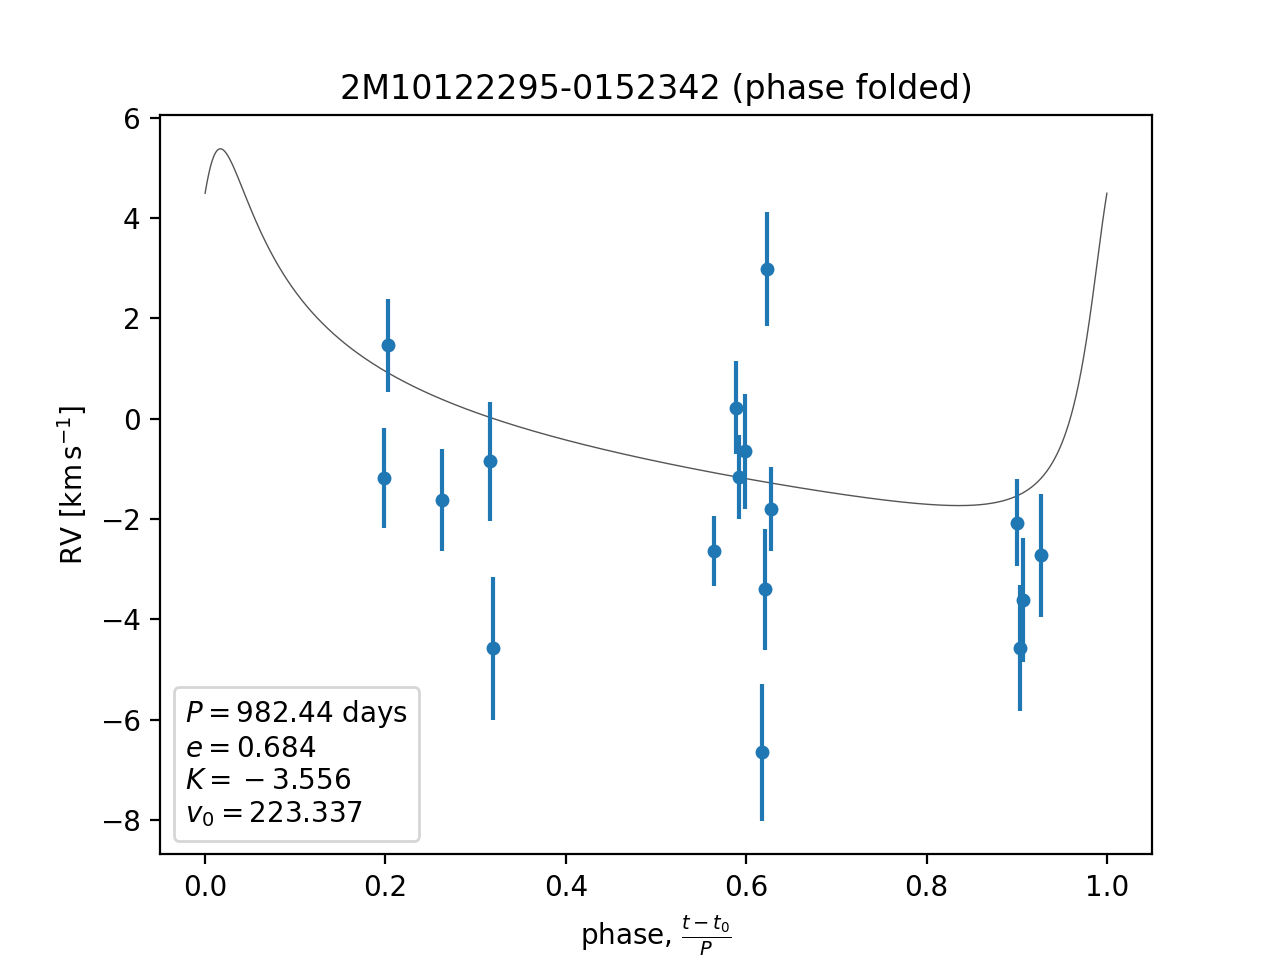 2M10122295-0152342 (phase folded)
6
4
2
0
−2
−4
−6
−8
RV [km s⁻¹]
P = 982.44 days
e = 0.684
K = −3.556
v₀ = 223.337
0.0 0.2 0.4 0.6 0.8 1.0
phase, (t − t₀)/P